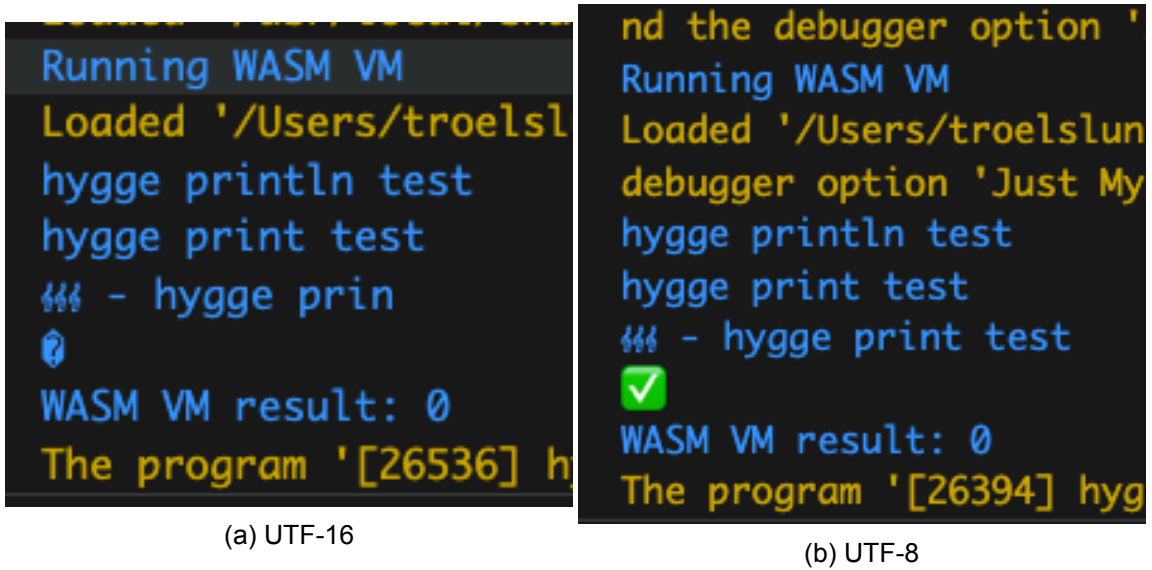 Running WASM VM
Loaded '/Users/troelsl
hygge println test
hygge print test
𝄞𝄞𝄞 - hygge prin
�
WASM VM result: 0
The program '[26536] h
(a) UTF-16
nd the debugger option '
Running WASM VM
Loaded '/Users/troelslun
debugger option 'Just My
hygge println test
hygge print test
𝄞𝄞𝄞 - hygge print test
✅
WASM VM result: 0
The program '[26394] hyg
(b) UTF-8